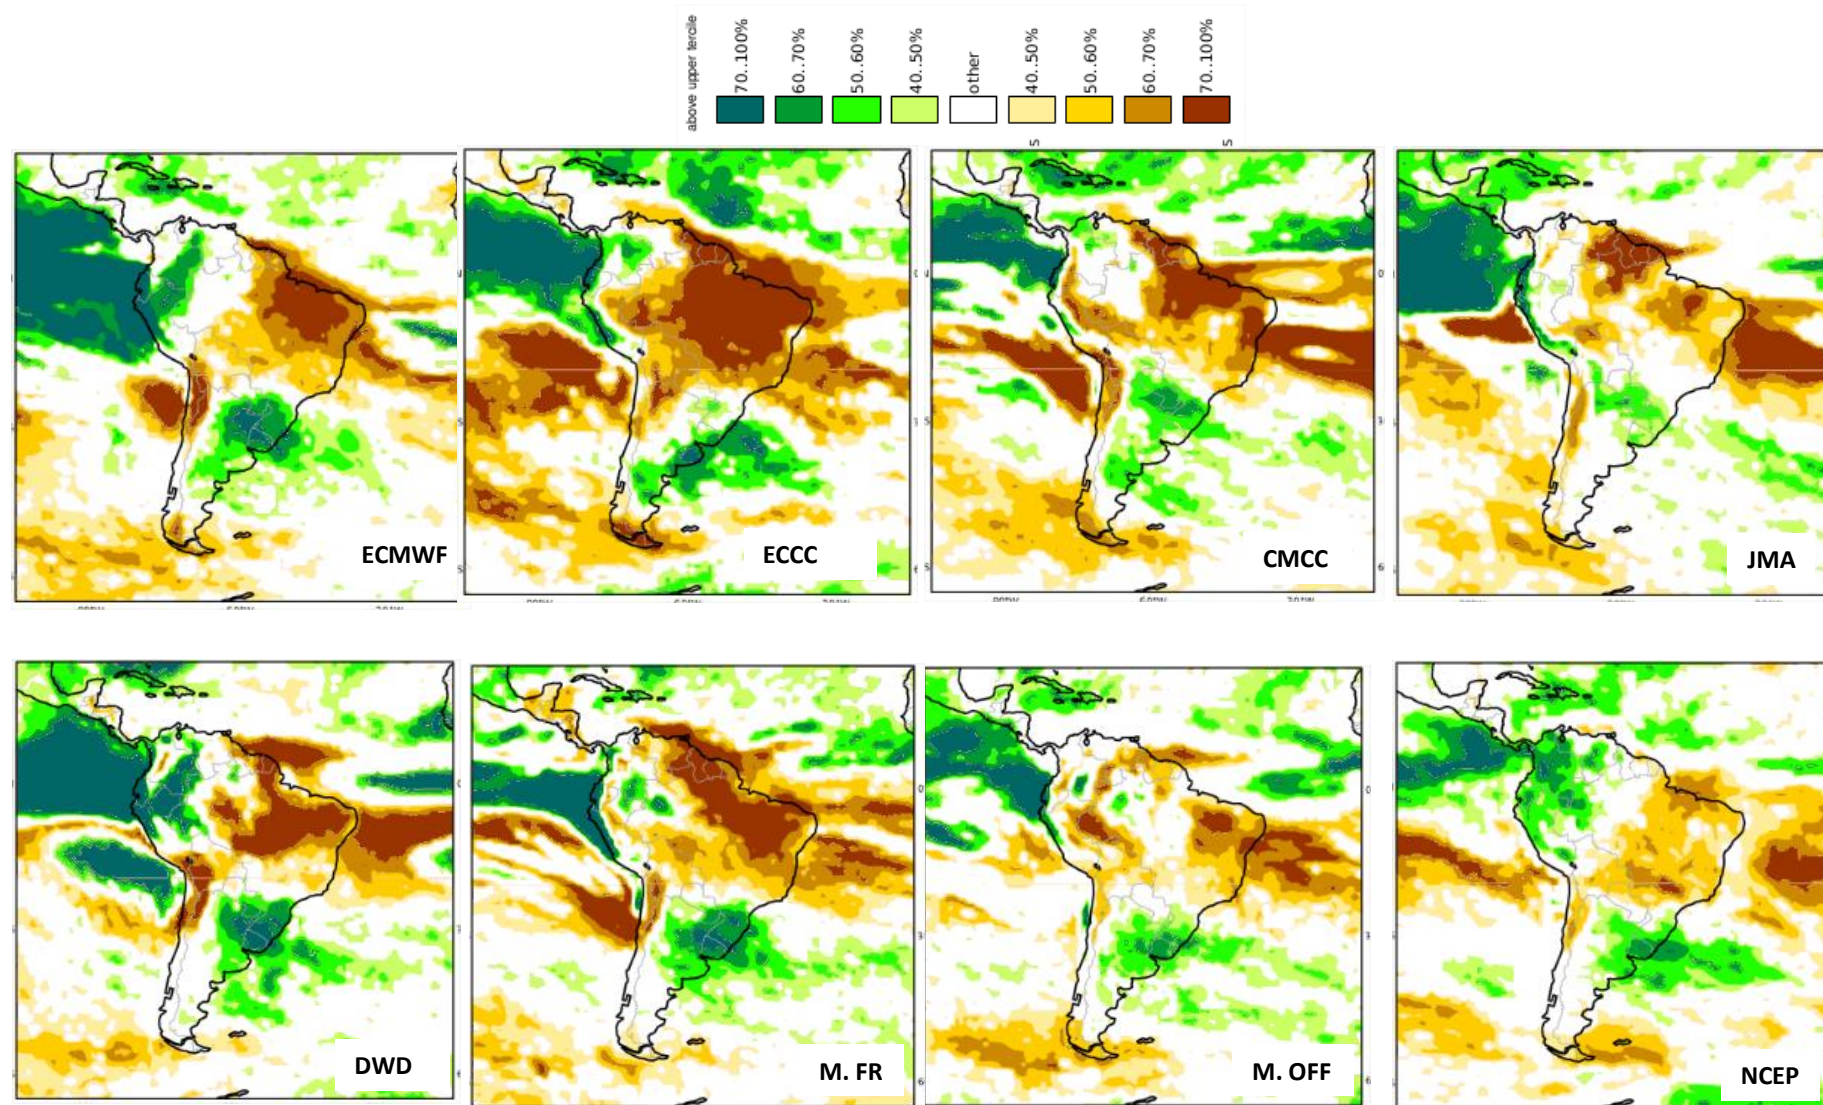 above upper tercile
70..100%
60..70%
50..60%
40..50%
other
40..50%
50..60%
60..70%
70..100%
ECMWF
ECCC
CMCC
JMA
DWD
M. FR
M. OFF
NCEP